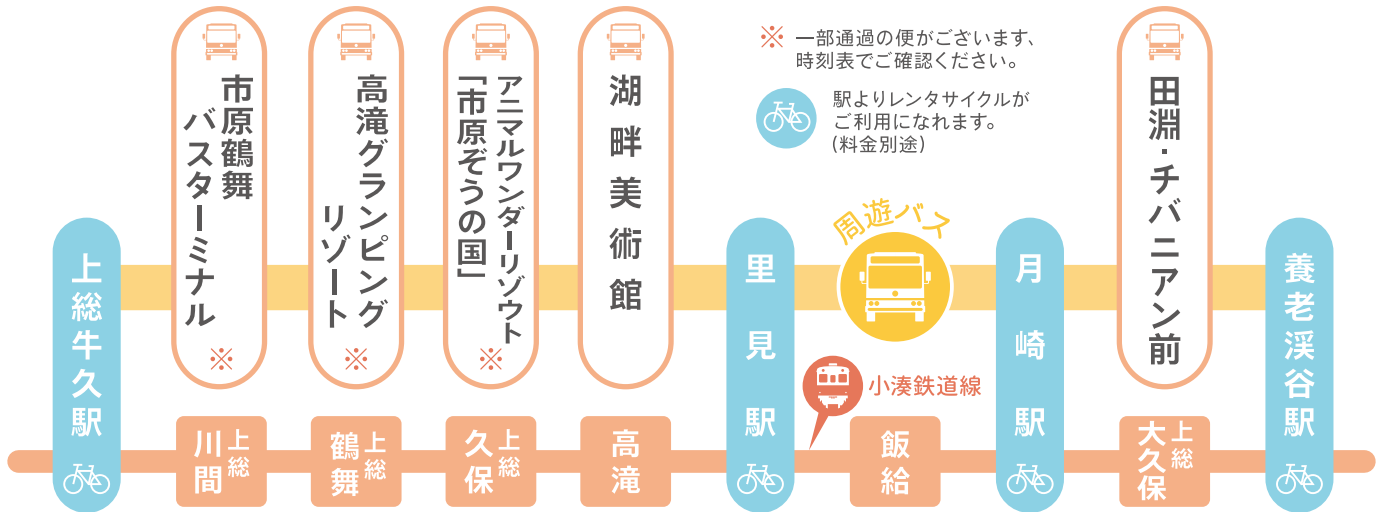 上総牛久駅
市原鶴舞
バスターミナル
※
高滝グランピング
リゾート
※
アニマルワンダーリゾウト
「市原ぞうの国」
※
湖畔美術館
里見駅
周遊バス
月崎駅
田淵・チバニアン前
養老渓谷駅
※ 一部通過の便がございます、
時刻表でご確認ください。
駅よりレンタサイクルが
ご利用になれます。
(料金別途)
小湊鉄道線
上総
川間
上総
鶴舞
上総
久保
高滝
飯給
上総
大久保